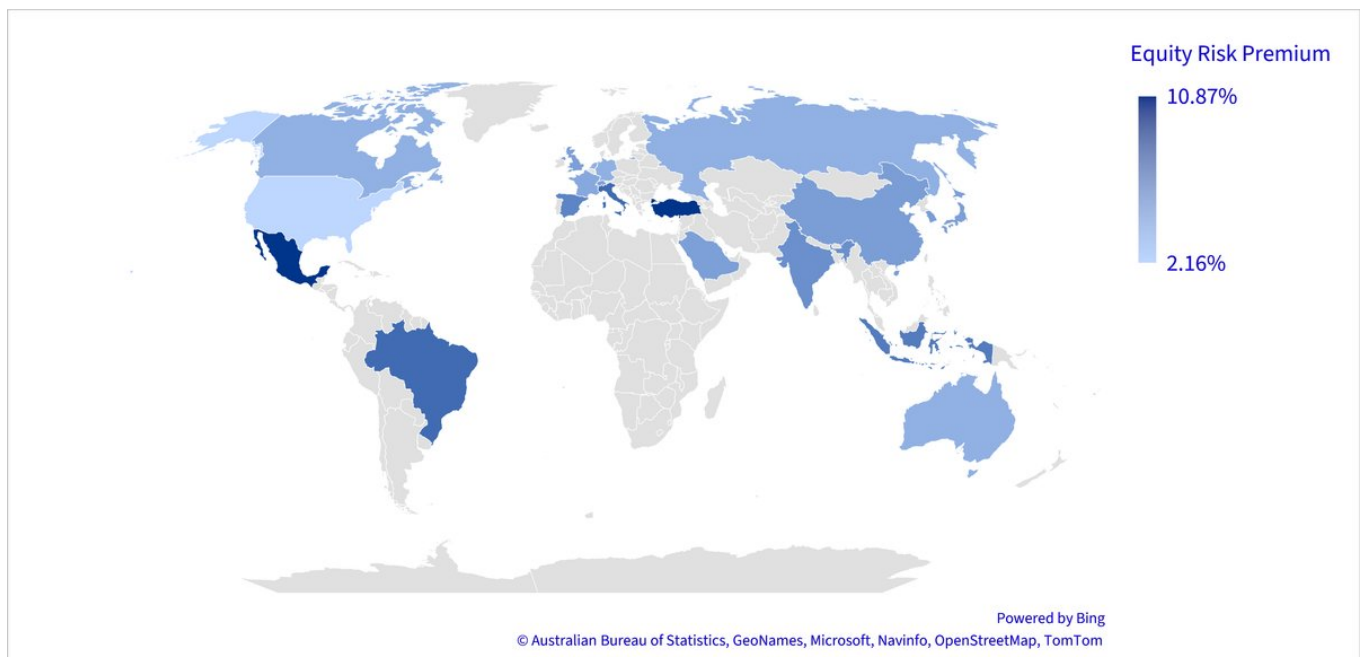 Equity Risk Premium
10.87%
2.16%
Powered by Bing
© Australian Bureau of Statistics, GeoNames, Microsoft, Navinfo, OpenStreetMap, TomTom